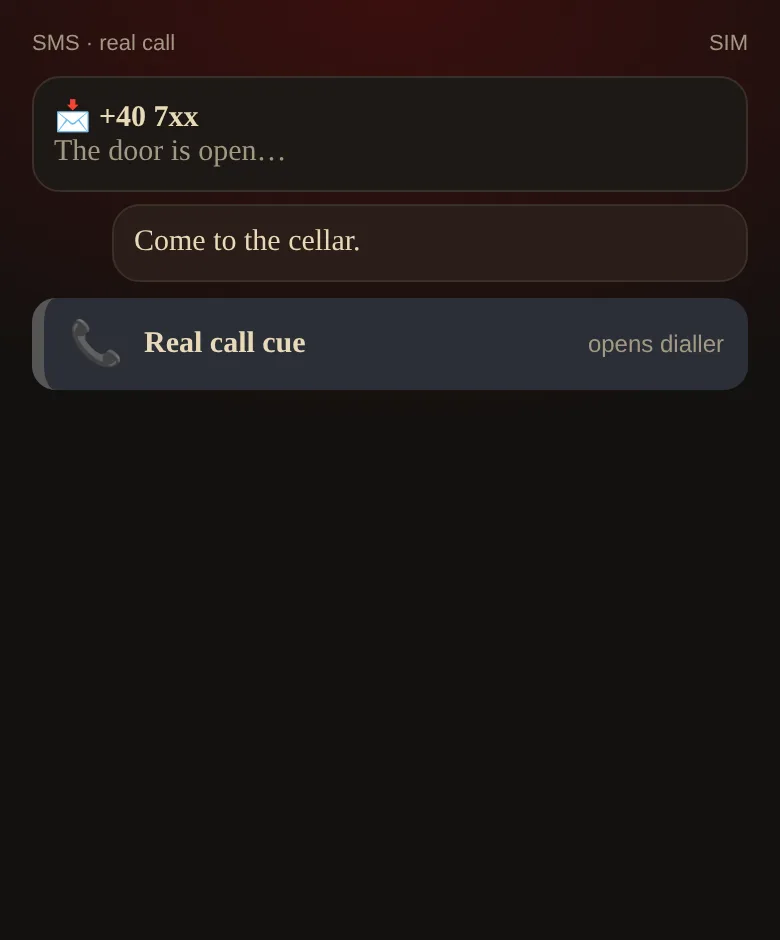 SMS · real call SIM
📩 +40 7xx
The door is open…
Come to the cellar.
📞 Real call cue opens dialler